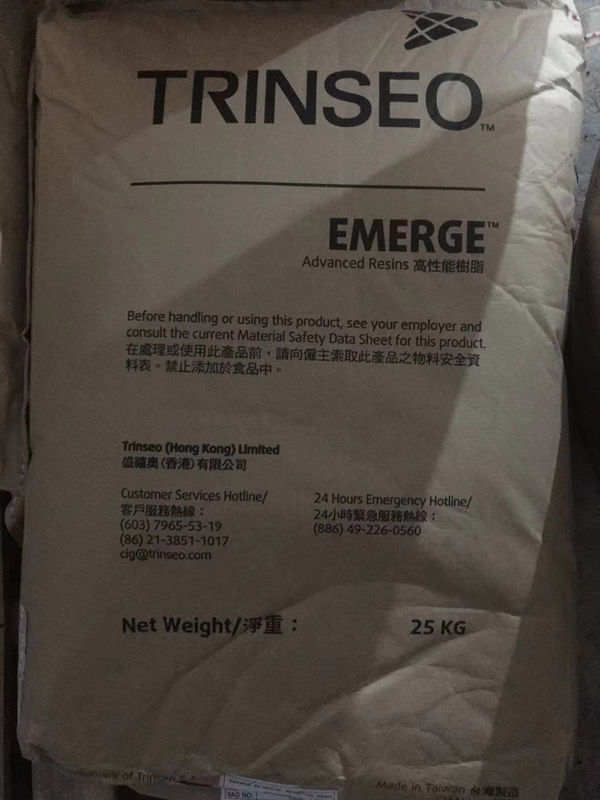 TRINSEO™
EMERGE™
Advanced Resins 高性能樹脂
Before handling or using this product, see your employer and
consult the current Material Safety Data Sheet for this product.
在處理或使用此產品前，請向僱主索取此產品之物料安全資
料表。禁止添加於食品中。
Trinseo (Hong Kong) Limited
盛禧奧(香港)有限公司
Customer Services Hotline/
客戶服務熱線：
(603) 7965-53-19
(86) 21-3851-1017
cig@trinseo.com
24 Hours Emergency Hotline/
24小時緊急服務熱線：
(886) 49-226-0560
Net Weight/淨重： 25 KG
of Trinseo
Made in Taiwan 台灣製造
BAG NO.